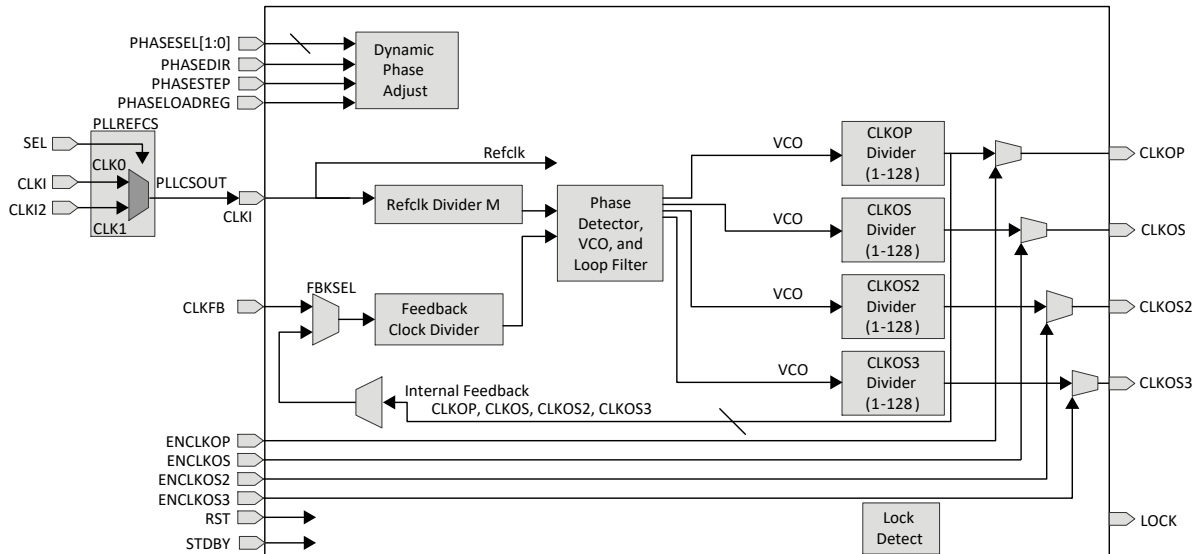 PHASESEL[1:0]
PHASEDIR
PHASESTEP
PHASELOADREG
Dynamic
Phase
Adjust
PLLREFCS
SEL
CLK0
CLKI
CLKI2
CLK1
PLLCSOUT
CLKI
Refclk
Refclk Divider M
Phase
Detector,
VCO, and
Loop Filter
VCO
CLKOP
Divider
(1-128)
CLKOP
VCO
CLKOS
Divider
(1-128)
CLKOS
FBKSEL
CLKFB
Feedback
Clock Divider
VCO
CLKOS2
Divider
(1-128)
CLKOS2
VCO
CLKOS3
Divider
(1-128)
CLKOS3
Internal Feedback
CLKOP, CLKOS, CLKOS2, CLKOS3
ENCLKOP
ENCLKOS
ENCLKOS2
ENCLKOS3
RST
STDBY
Lock
Detect
LOCK